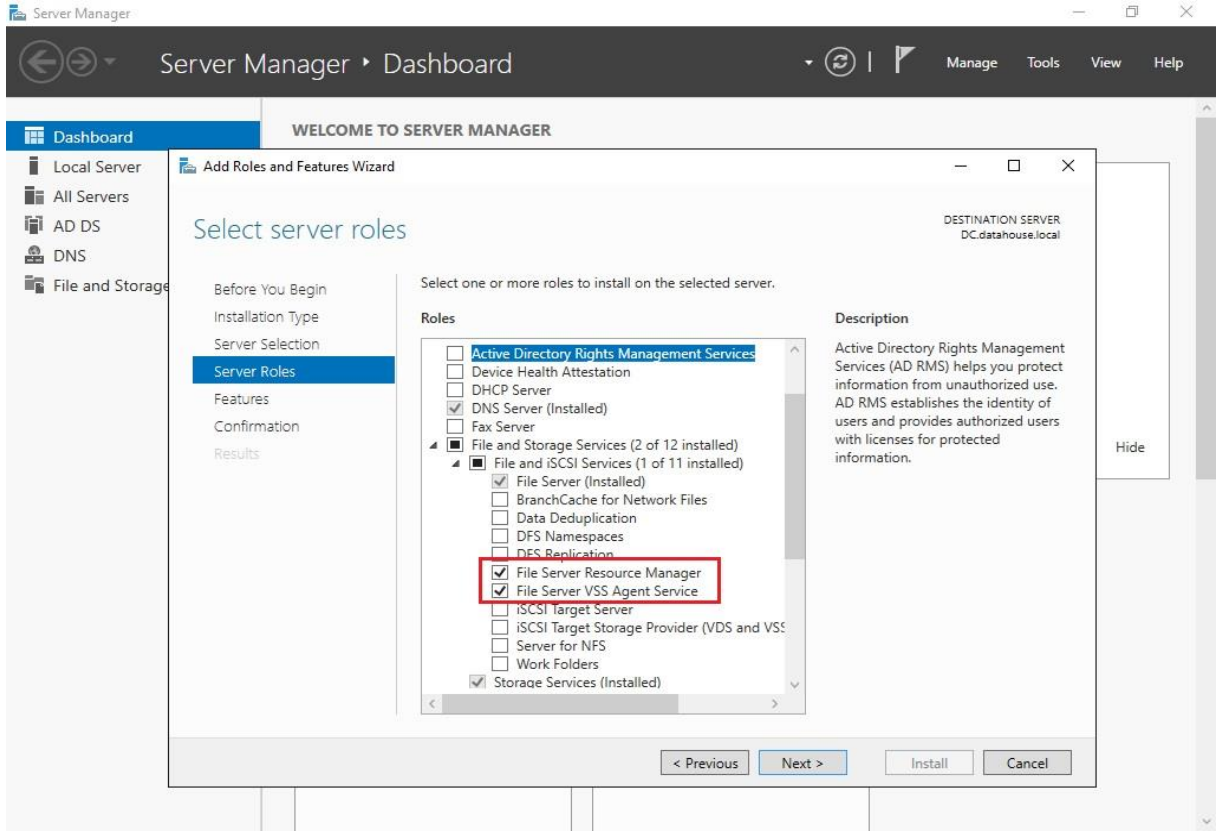 Server Manager
Server Manager • Dashboard
Manage Tools View Help
Dashboard
Local Server
All Servers
AD DS
DNS
File and Storage
WELCOME TO SERVER MANAGER
Hide
Add Roles and Features Wizard
Select server roles
DESTINATION SERVER
DC.datahouse.local
Before You Begin
Installation Type
Server Selection
Server Roles
Features
Confirmation
Results
Select one or more roles to install on the selected server.
Roles
Active Directory Rights Management Services
Device Health Attestation
DHCP Server
DNS Server (Installed)
Fax Server
File and Storage Services (2 of 12 installed)
File and iSCSI Services (1 of 11 installed)
File Server (Installed)
BranchCache for Network Files
Data Deduplication
DFS Namespaces
DFS Replication
File Server Resource Manager
File Server VSS Agent Service
iSCSI Target Server
iSCSI Target Storage Provider (VDS and VSS
Server for NFS
Work Folders
Storage Services (Installed)
Description
Active Directory Rights Management
Services (AD RMS) helps you protect
information from unauthorized use.
AD RMS establishes the identity of
users and provides authorized users
with licenses for protected
information.
< Previous Next > Install Cancel